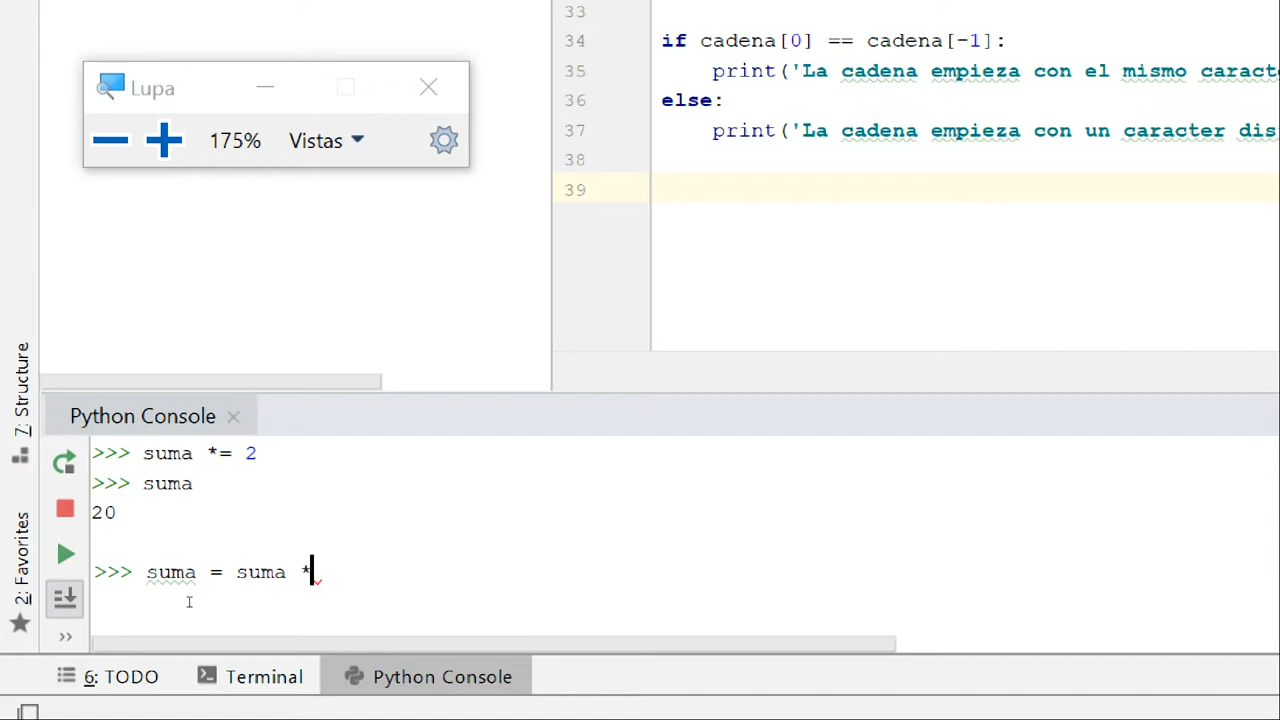 33
34 if cadena[0] == cadena[-1]:
35 print('La cadena empieza con el mismo caract
36 else:
37 print('La cadena empieza con un caracter dis
38
39
Lupa
175% Vistas
7: Structure
2: Favorites
Python Console
>>> suma *= 2
>>> suma
20
>>> suma = suma *
6: TODO Terminal Python Console